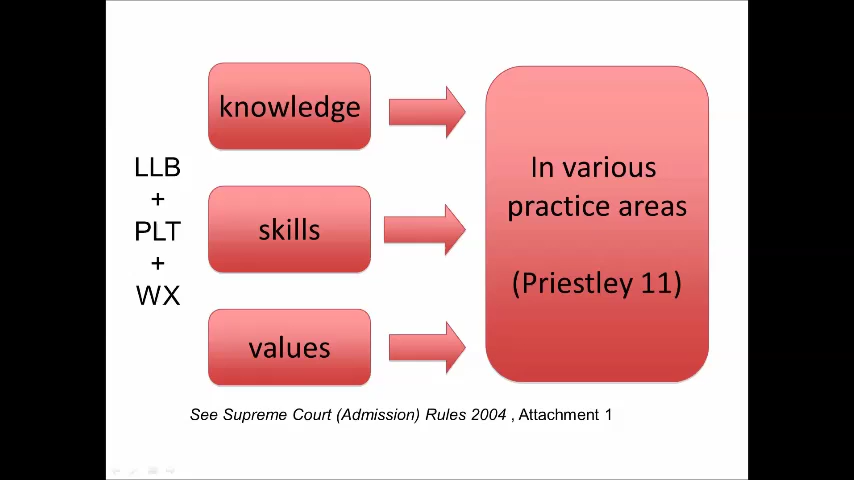 LLB
+
PLT
+
WX
knowledge
skills
values
In various
practice areas
(Priestley 11)
See Supreme Court (Admission) Rules 2004 , Attachment 1